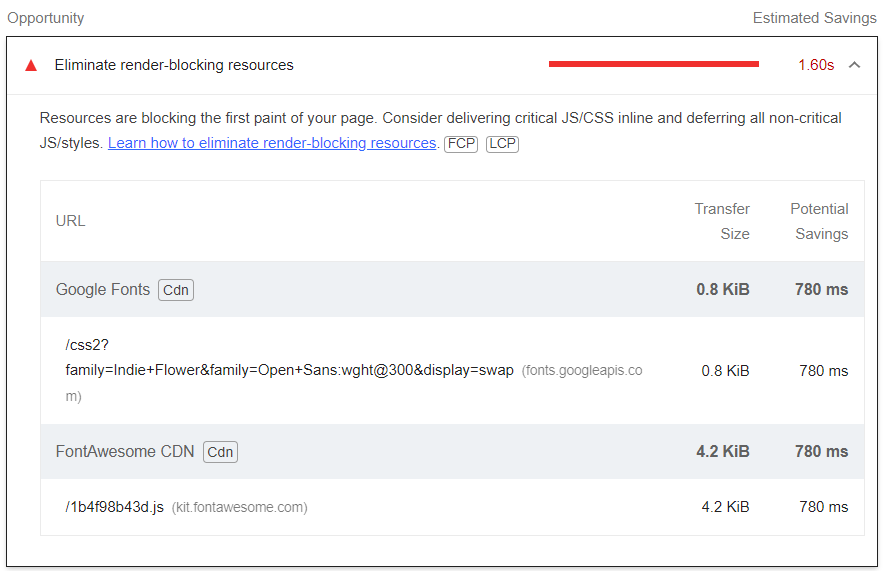 Opportunity Estimated Savings
Eliminate render-blocking resources 1.60s
Resources are blocking the first paint of your page. Consider delivering critical JS/CSS inline and deferring all non-critical
JS/styles. Learn how to eliminate render-blocking resources. FCP LCP
URL Transfer Size Potential Savings
Google Fonts Cdn 0.8 KiB 780 ms
/css2?
family=Indie+Flower&family=Open+Sans:wght@300&display=swap (fonts.googleapis.co
m) 0.8 KiB 780 ms
FontAwesome CDN Cdn 4.2 KiB 780 ms
/1b4f98b43d.js (kit.fontawesome.com) 4.2 KiB 780 ms